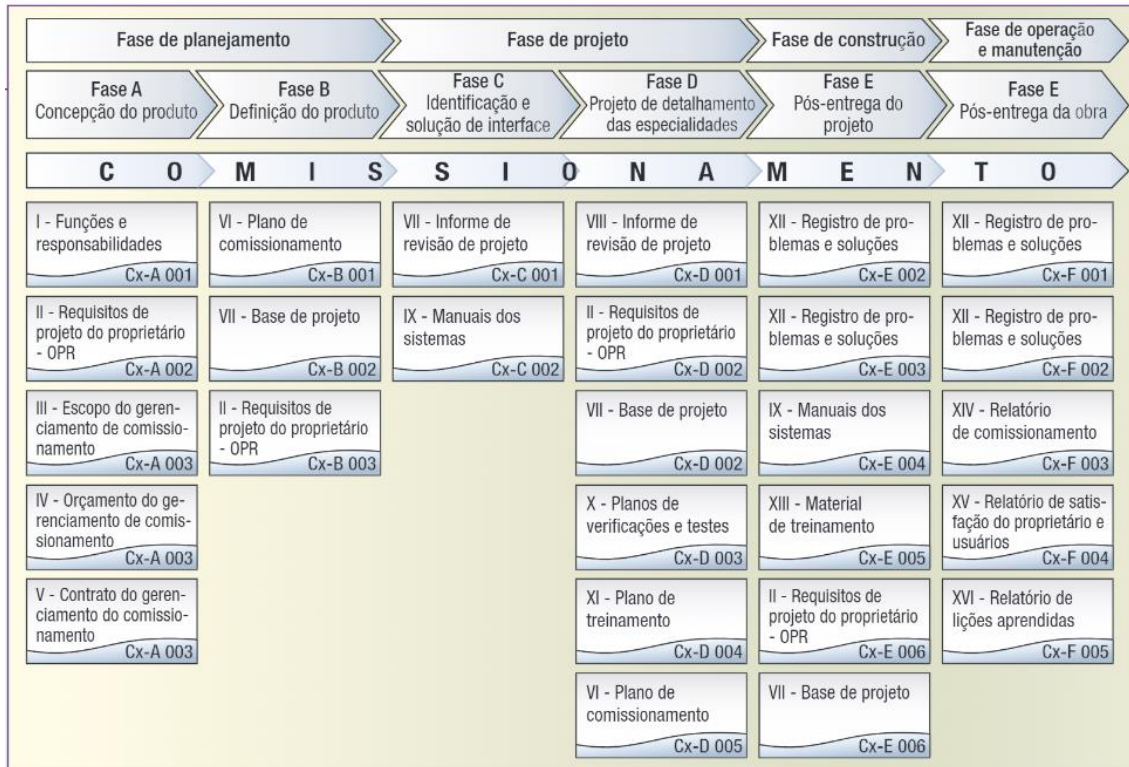 Fase de planejamento
Fase de projeto
Fase de construção
Fase de operação
e manutenção
Fase A
Concepção do produto
Fase B
Definição do produto
Fase C
Identificação e
solução de interface
Fase D
Projeto de detalhamento
das especialidades
Fase E
Pós-entrega do
projeto
Fase E
Pós-entrega da obra
C O M I S S I O N A M E N T O
I - Funções e
responsabilidades
Cx-A 001
II - Requisitos de
projeto do proprietário
- OPR
Cx-A 002
III - Escopo do geren-
ciamento de comissio-
namento
Cx-A 003
IV - Orçamento do ge-
renciamento de comis-
sionamento
Cx-A 003
V - Contrato do geren-
ciamento do comissio-
namento
Cx-A 003
VI - Plano de
comissionamento
Cx-B 001
VII - Base de projeto
Cx-B 002
II - Requisitos de
projeto do proprietário
- OPR
Cx-B 003
VII - Informe de
revisão de projeto
Cx-C 001
IX - Manuais dos
sistemas
Cx-C 002
VIII - Informe de
revisão de projeto
Cx-D 001
II - Requisitos de
projeto do proprietário
- OPR
Cx-D 002
VII - Base de projeto
Cx-D 002
X - Planos de
verificações e testes
Cx-D 003
XI - Plano de
treinamento
Cx-D 004
VI - Plano de
comissionamento
Cx-D 005
XII - Registro de pro-
blemas e soluções
Cx-E 002
XII - Registro de pro-
blemas e soluções
Cx-E 003
IX - Manuais dos
sistemas
Cx-E 004
XIII - Material
de treinamento
Cx-E 005
II - Requisitos de
projeto do proprietário
- OPR
Cx-E 006
VII - Base de projeto
Cx-E 006
XII - Registro de pro-
blemas e soluções
Cx-F 001
XII - Registro de pro-
blemas e soluções
Cx-F 002
XIV - Relatório
de comissionamento
Cx-F 003
XV - Relatório de satis-
fação do proprietário e
usuários
Cx-F 004
XVI - Relatório de
lições aprendidas
Cx-F 005